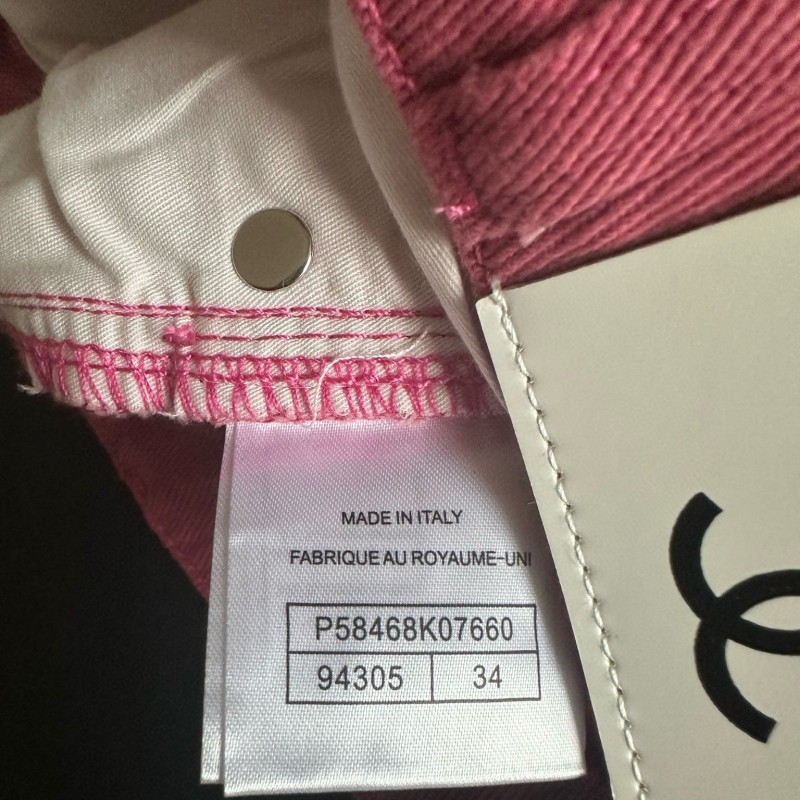 MADE IN ITALY
FABRIQUE AU ROYAUME-UNI
P58468K07660
94305 34